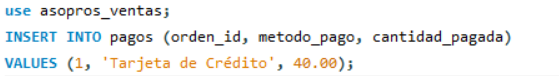 use asopros_ventas;
INSERT INTO pagos (orden_id, metodo_pago, cantidad_pagada)
VALUES (1, 'Tarjeta de Crédito', 40.00);